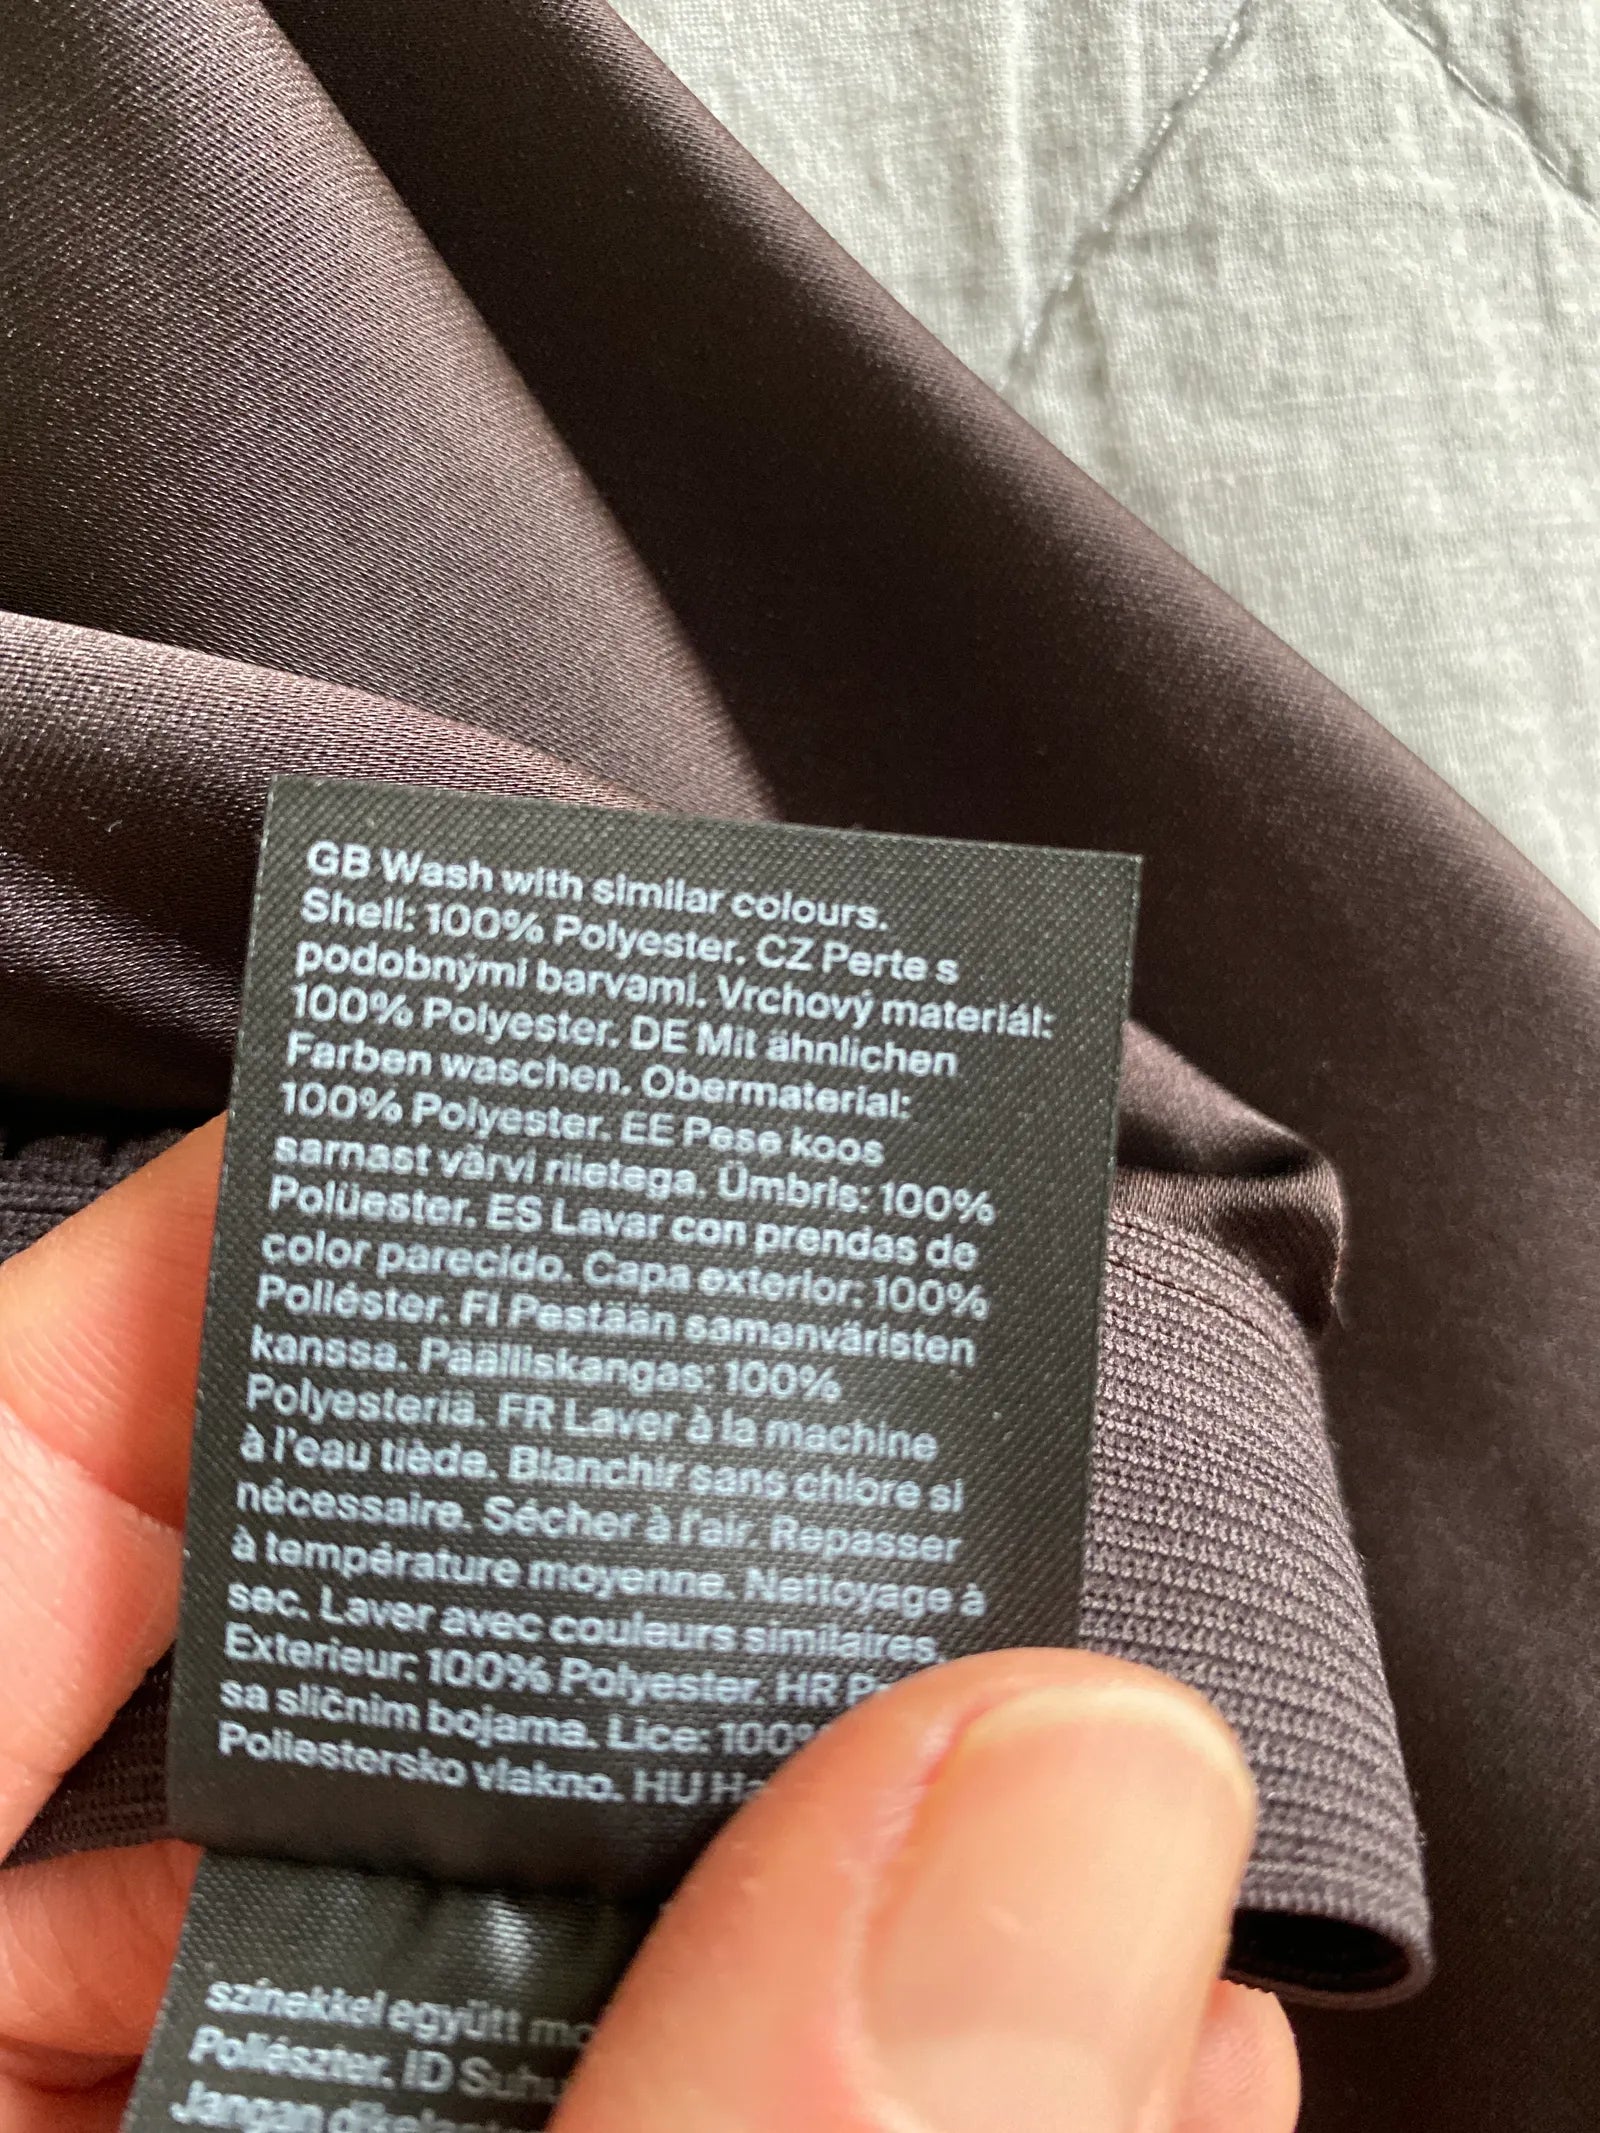 GB Wash with similar colours.
Shell: 100% Polyester. CZ Perte s
podobnými barvami. Vrchový materiál:
100% Polyester. DE Mit ähnlichen
Farben waschen. Obermaterial:
100% Polyester. EE Pese koos
sarnast värvi riietega. Ümbris: 100%
Polüester. ES Lavar con prendas de
color parecido. Capa exterior: 100%
Poliéster. FI Pestään samanväristen
kanssa. Päälliskangas: 100%
Polyesteriä. FR Laver à la machine
à l'eau tiède. Blanchir sans chlore si
nécessaire. Sécher à l'air. Repasser
à température moyenne. Nettoyage à
sec. Laver avec couleurs similaires.
Exterieur: 100% Polyester. HR
sa sličnim bojama. Lice: 100%
Poliestersko vlakno. HU
színekkel együtt
Poliészter. ID
Jangan